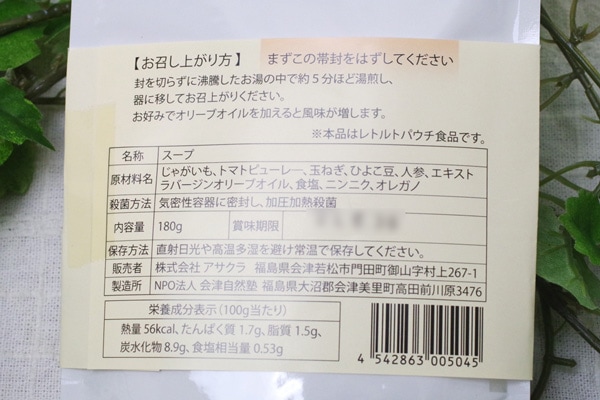 【お召し上がり方】 まずこの帯封をはずしてください
封を切らずに沸騰したお湯の中で約5分ほど湯煎し、
器に移してお召上がりください。
お好みでオリーブオイルを加えると風味が増します。
※本品はレトルトパウチ食品です。
名称 スープ
原材料名 じゃがいも、トマトピューレー、玉ねぎ、ひよこ豆、人参、エキスト
ラバージンオリーブオイル、食塩、ニンニク、オレガノ
殺菌方法 気密性容器に密封し、加圧加熱殺菌
内容量 180g 賞味期限
保存方法 直射日光や高温多湿を避け常温で保存してください。
販売者 株式会社 アサクラ 福島県会津若松市門田町御山字村上267-1
製造所 NPO法人 会津自然塾 福島県大沼郡会津美里町高田前川原3476
栄養成分表示(100g当たり)
熱量 56kcal、たんぱく質 1.7g、脂質 1.5g、
炭水化物 8.9g、食塩相当量 0.53g
4 542863 005045